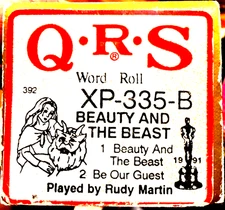 Q·R·S
®
Word Roll
392
XP-335-B
BEAUTY AND
THE BEAST
1 Beauty And
The Beast
2 Be Our Guest
19 91
Played by Rudy Martin